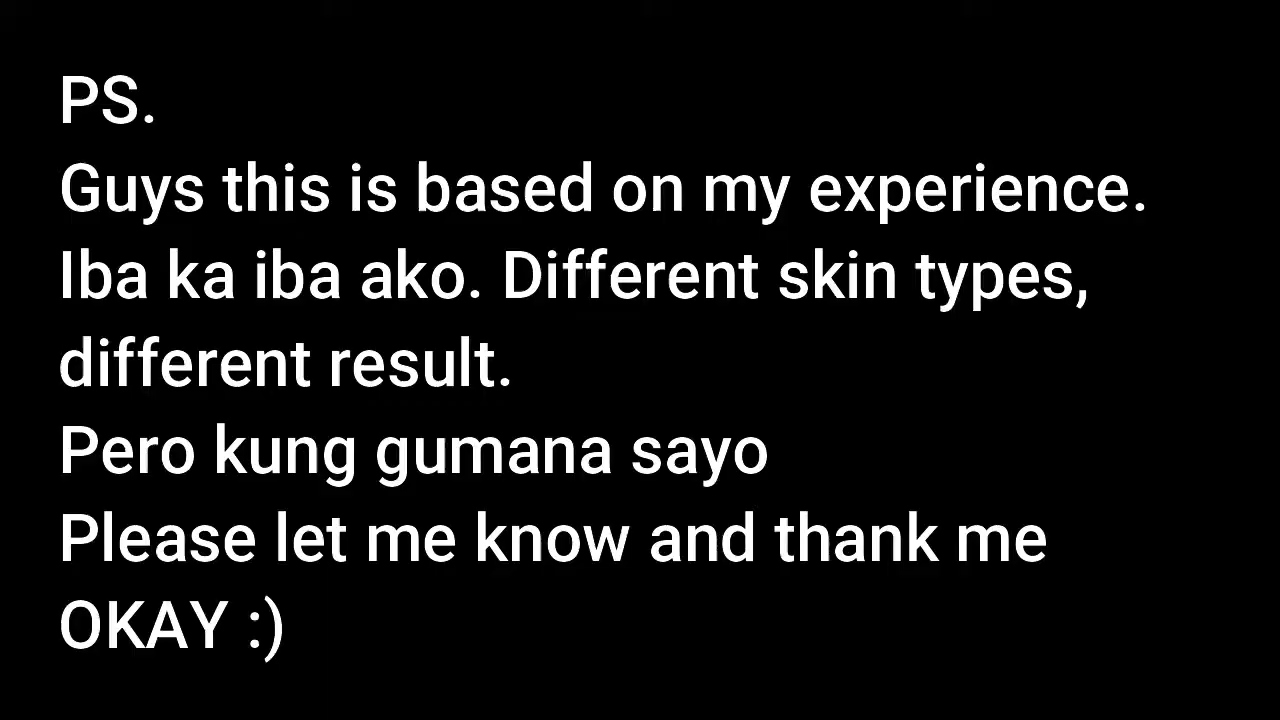 PS.
Guys this is based on my experience.
Iba ka iba ako. Different skin types,
different result.
Pero kung gumana sayo
Please let me know and thank me
OKAY :)